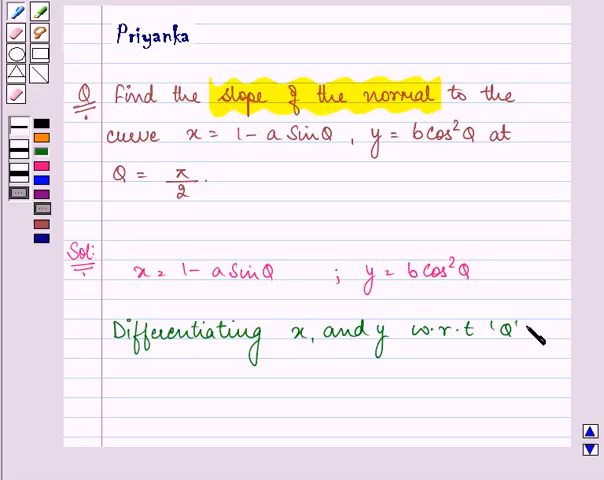 Priyanka
Q Find the slope of the normal to the
curve x = 1 - a SinQ , y = b cos²Q at
Q = π/2 .
Sol: x = 1 - a SinQ ; y = b Cos²Q
Differentiating x, and y w.r.t 'Q'